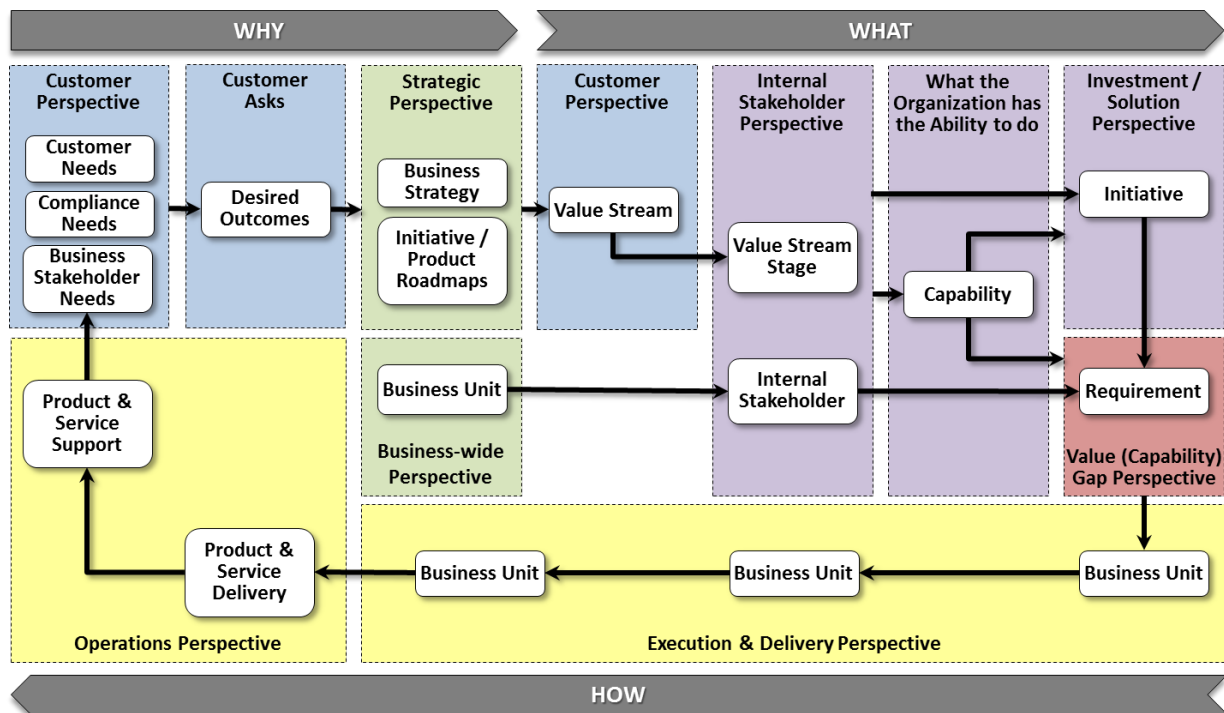 WHY
WHAT
Customer
Perspective
Customer
Needs
Compliance
Needs
Business
Stakeholder
Needs
Customer
Asks
Desired
Outcomes
Strategic
Perspective
Business
Strategy
Initiative /
Product
Roadmaps
Customer
Perspective
Value Stream
Internal
Stakeholder
Perspective
Value Stream
Stage
What the
Organization has
the Ability to do
Capability
Investment /
Solution
Perspective
Initiative
Business Unit
Business-wide
Perspective
Internal
Stakeholder
Requirement
Value (Capability)
Gap Perspective
Product &
Service
Support
Product &
Service
Delivery
Operations Perspective
Business Unit
Business Unit
Business Unit
Execution & Delivery Perspective
HOW